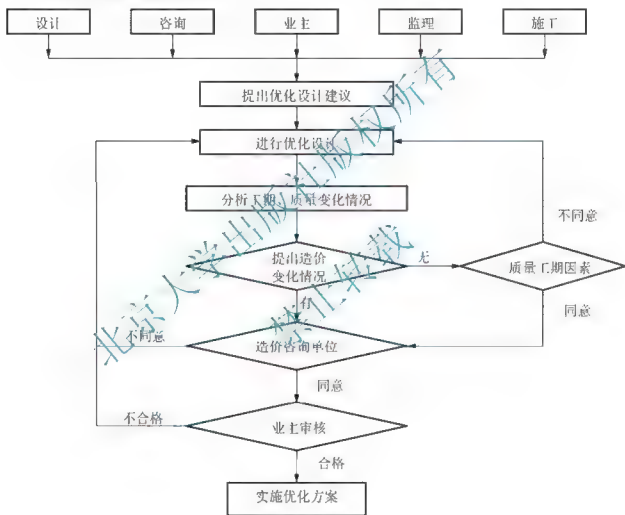 设计
咨询
业主
监理
施工
提出优化设计建议
进行优化设计
分析工期、质量变化情况
不同意
提出造价
变化情况
无
质量工期因素
有
同意
不同意
造价咨询单位
同意
不合格
业主审核
合格
实施优化方案
北京大学出版社版权所有
禁止转载